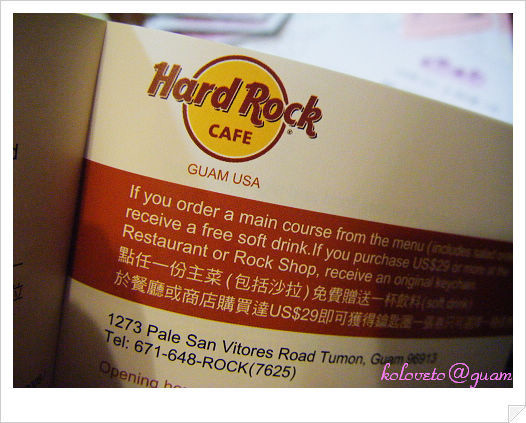 Hard Rock
CAFE
GUAM USA
If you order a main course from the menu (includes salad
receive a free soft drink.If you purchase US$29 or more at the
Restaurant or Rock Shop, receive an original keychain.
點任一份主菜(包括沙拉)免費贈送一杯飲料(soft drink)
於餐廳或商店購買達US$29即可獲得鑰匙
1273 Pale San Vitores Road Tumon, Guam 96913
Tel: 671-648-ROCK(7625)
Opening
koloveto@guam